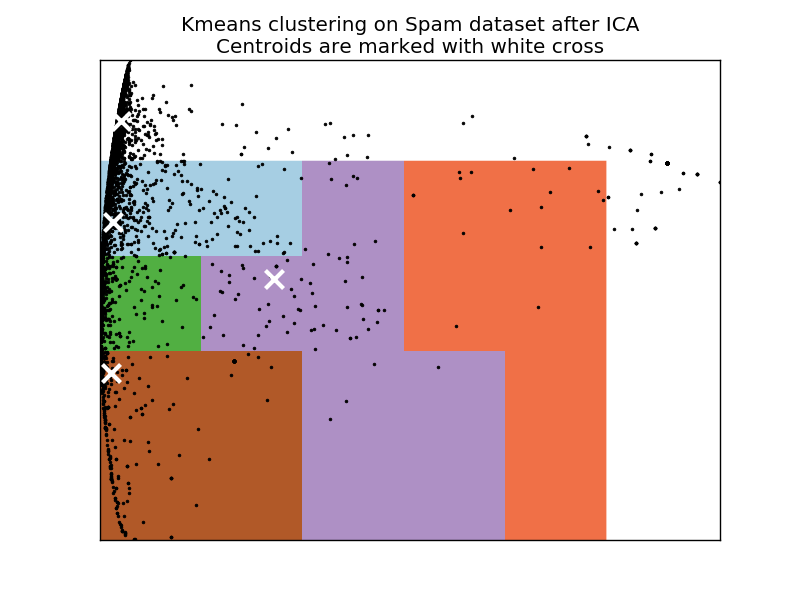 Kmeans clustering on Spam dataset after ICA
Centroids are marked with white cross